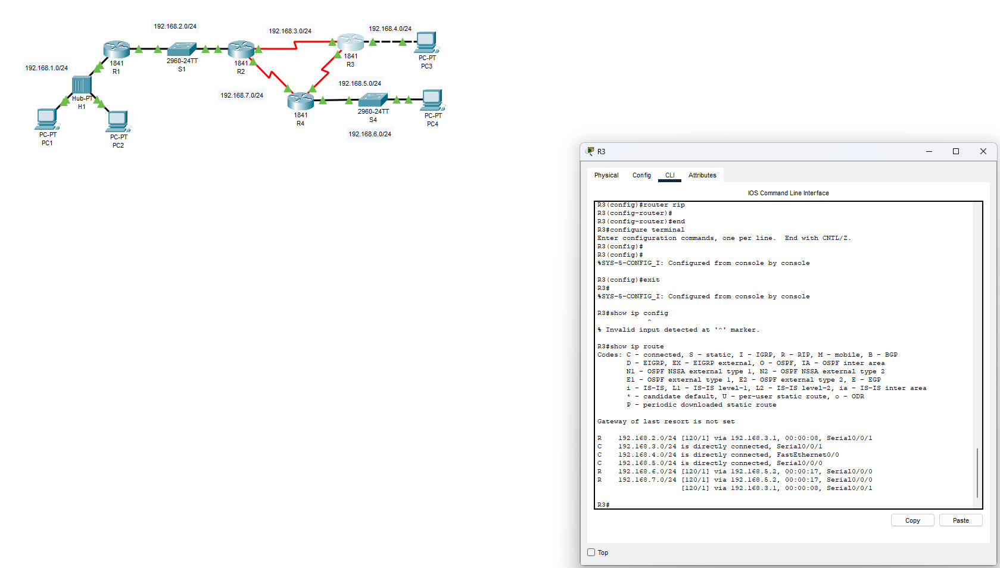 192.168.2.0/24
192.168.3.0/24
192.168.4.0/24
192.168.1.0/24
1841
R1
2960-24TT
S1
1841
R2
1841
R3
PC-PT
PC3
Hub-PT
H1
192.168.7.0/24
192.168.5.0/24
1841
R4
2960-24TT
S4
PC-PT
PC4
192.168.6.0/24
PC-PT
PC1
PC-PT
PC2
R3
Physical Config CLI Attributes
IOS Command Line Interface
R3(config)#router rip
R3(config-router)#
R3(config-router)#end
R3#configure terminal
Enter configuration commands, one per line.  End with CNTL/Z.
R3(config)#
R3(config)#
%SYS-5-CONFIG_I: Configured from console by console
R3(config)#exit
R3#
%SYS-5-CONFIG_I: Configured from console by console
R3#show ip config
^
% Invalid input detected at '^' marker.
R3#show ip route
Codes: C - connected, S - static, I - IGRP, R - RIP, M - mobile, B - BGP
D - EIGRP, EX - EIGRP external, O - OSPF, IA - OSPF inter area
N1 - OSPF NSSA external type 1, N2 - OSPF NSSA external type 2
E1 - OSPF external type 1, E2 - OSPF external type 2, E - EGP
i - IS-IS, L1 - IS-IS level-1, L2 - IS-IS level-2, ia - IS-IS inter area
* - candidate default, U - per-user static route, o - ODR
P - periodic downloaded static route
Gateway of last resort is not set
R    192.168.2.0/24 [120/1] via 192.168.3.1, 00:00:08, Serial0/0/1
C    192.168.3.0/24 is directly connected, Serial0/0/1
C    192.168.4.0/24 is directly connected, FastEthernet0/0
C    192.168.5.0/24 is directly connected, Serial0/0/0
R    192.168.6.0/24 [120/1] via 192.168.5.2, 00:00:17, Serial0/0/0
R    192.168.7.0/24 [120/1] via 192.168.5.2, 00:00:17, Serial0/0/0
[120/1] via 192.168.3.1, 00:00:08, Serial0/0/1
R3#
Copy Paste
Top